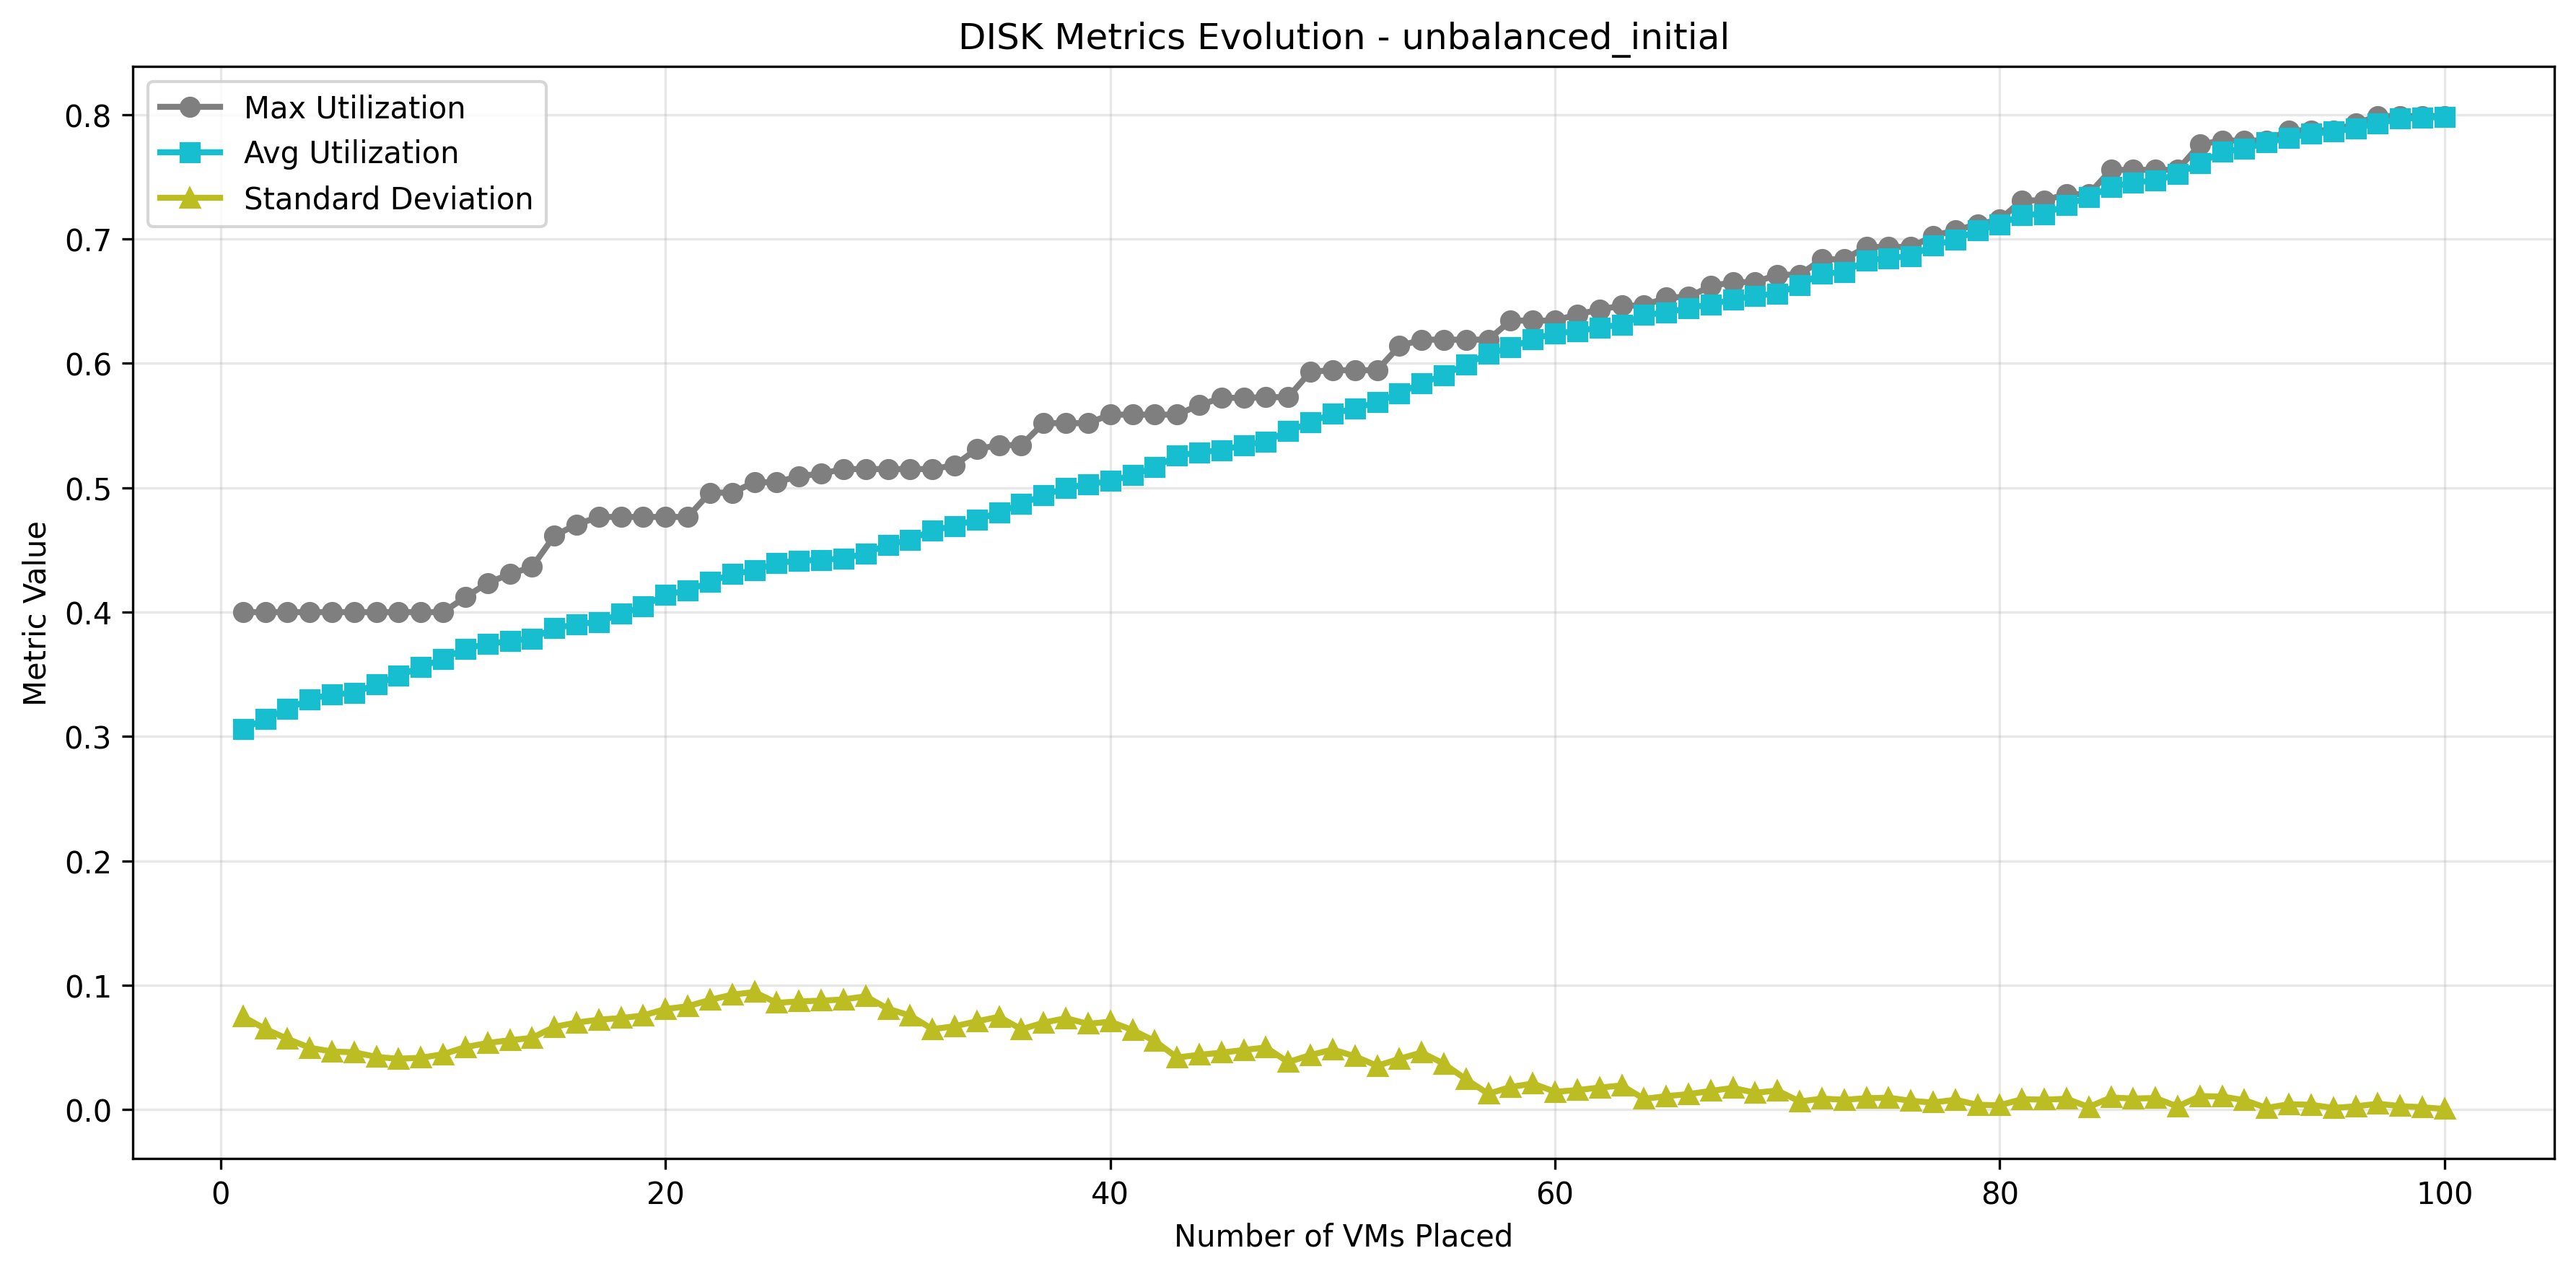 DISK Metrics Evolution - unbalanced_initial
Max Utilization
Avg Utilization
Standard Deviation
0.8
0.7
0.6
0.5
0.4
0.3
0.2
0.1
0.0
Metric Value
0 20 40 60 80 100
Number of VMs Placed